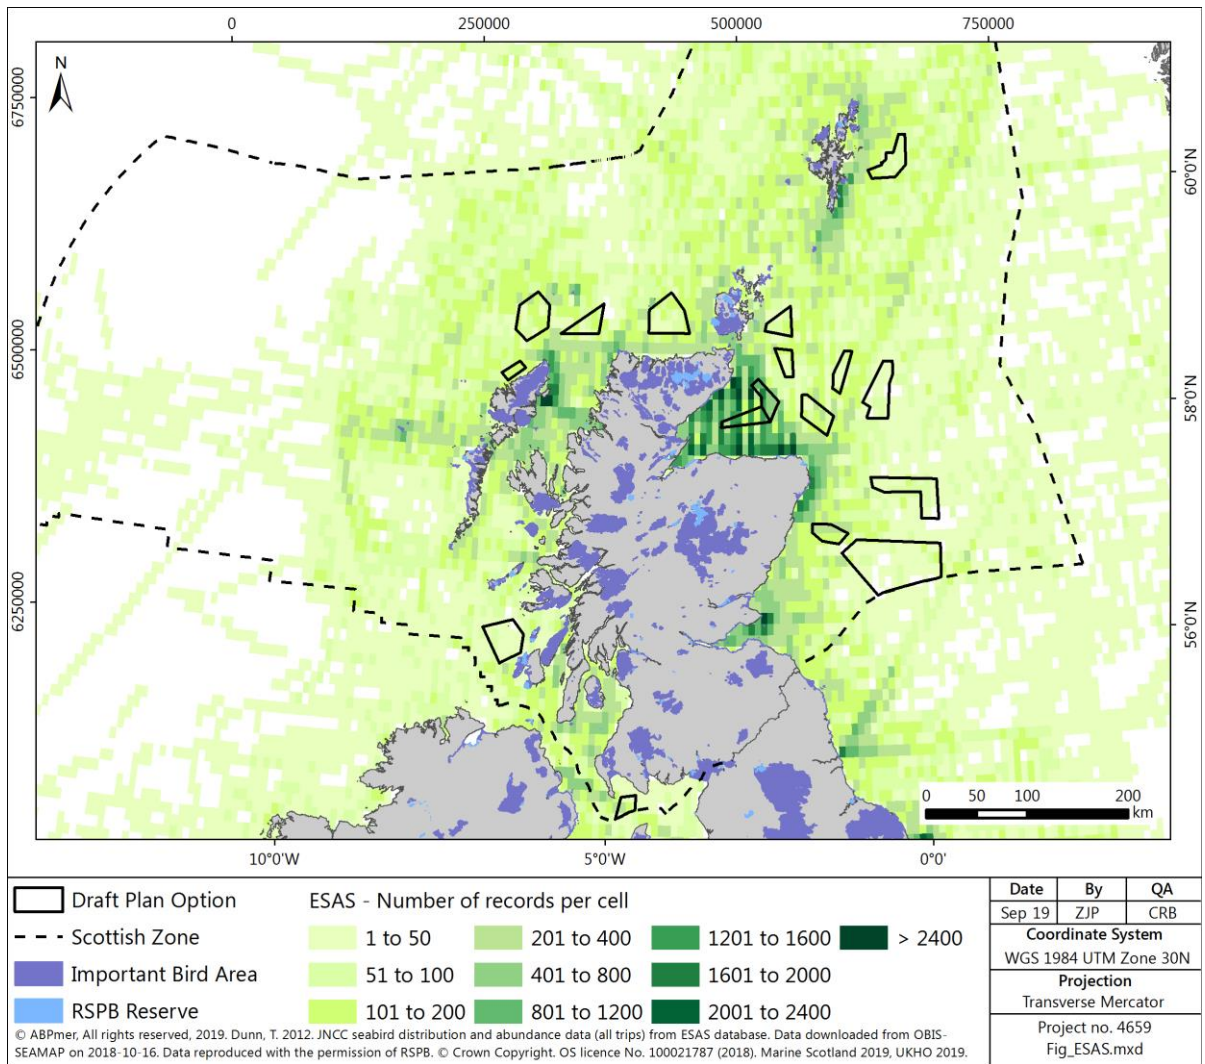 0 250000 500000 750000
N
6750000
6500000
6250000
60°0'N
58°0'N
56°0'N
0 50 100 200
km
10°0'W 5°0'W 0°0'
Draft Plan Option
Scottish Zone
Important Bird Area
RSPB Reserve
ESAS - Number of records per cell
1 to 50
51 to 100
101 to 200
201 to 400
401 to 800
801 to 1200
1201 to 1600
1601 to 2000
2001 to 2400
> 2400
Date By QA
Sep 19 ZJP CRB
Coordinate System
WGS 1984 UTM Zone 30N
Projection
Transverse Mercator
Project no. 4659
Fig_ESAS.mxd
© ABPmer, All rights reserved, 2019. Dunn, T. 2012. JNCC seabird distribution and abundance data (all trips) from ESAS database. Data downloaded from OBIS-
SEAMAP on 2018-10-16. Data reproduced with the permission of RSPB. © Crown Copyright. OS licence No. 100021787 (2018). Marine Scotland 2019, UKHO 2019.